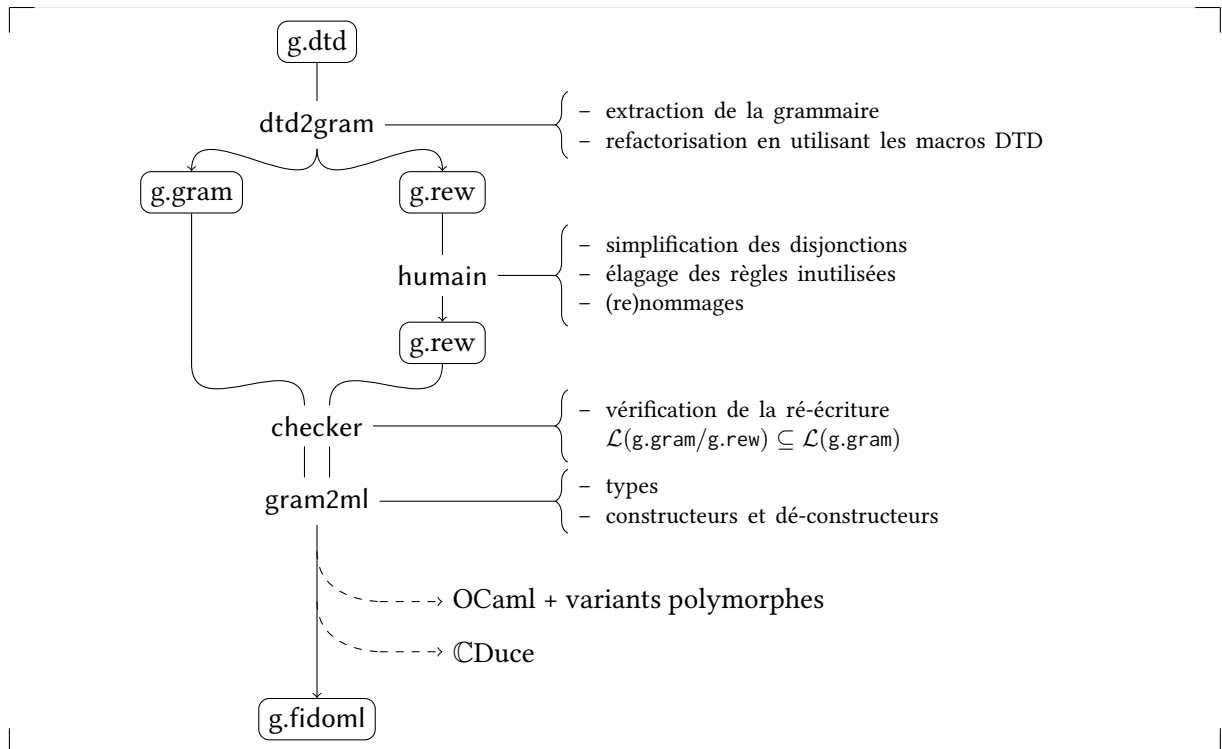 g.dtd
dtd2gram
– extraction de la grammaire
– refactorisation en utilisant les macros DTD
g.gram
g.rew
humain
– simplification des disjonctions
– élagage des règles inutilisées
– (re)nommages
g.rew
checker
– vérification de la ré-écriture
ℒ(g.gram/g.rew) ⊆ ℒ(g.gram)
gram2ml
– types
– constructeurs et dé-constructeurs
OCaml + variants polymorphes
ℂDuce
g.fidoml